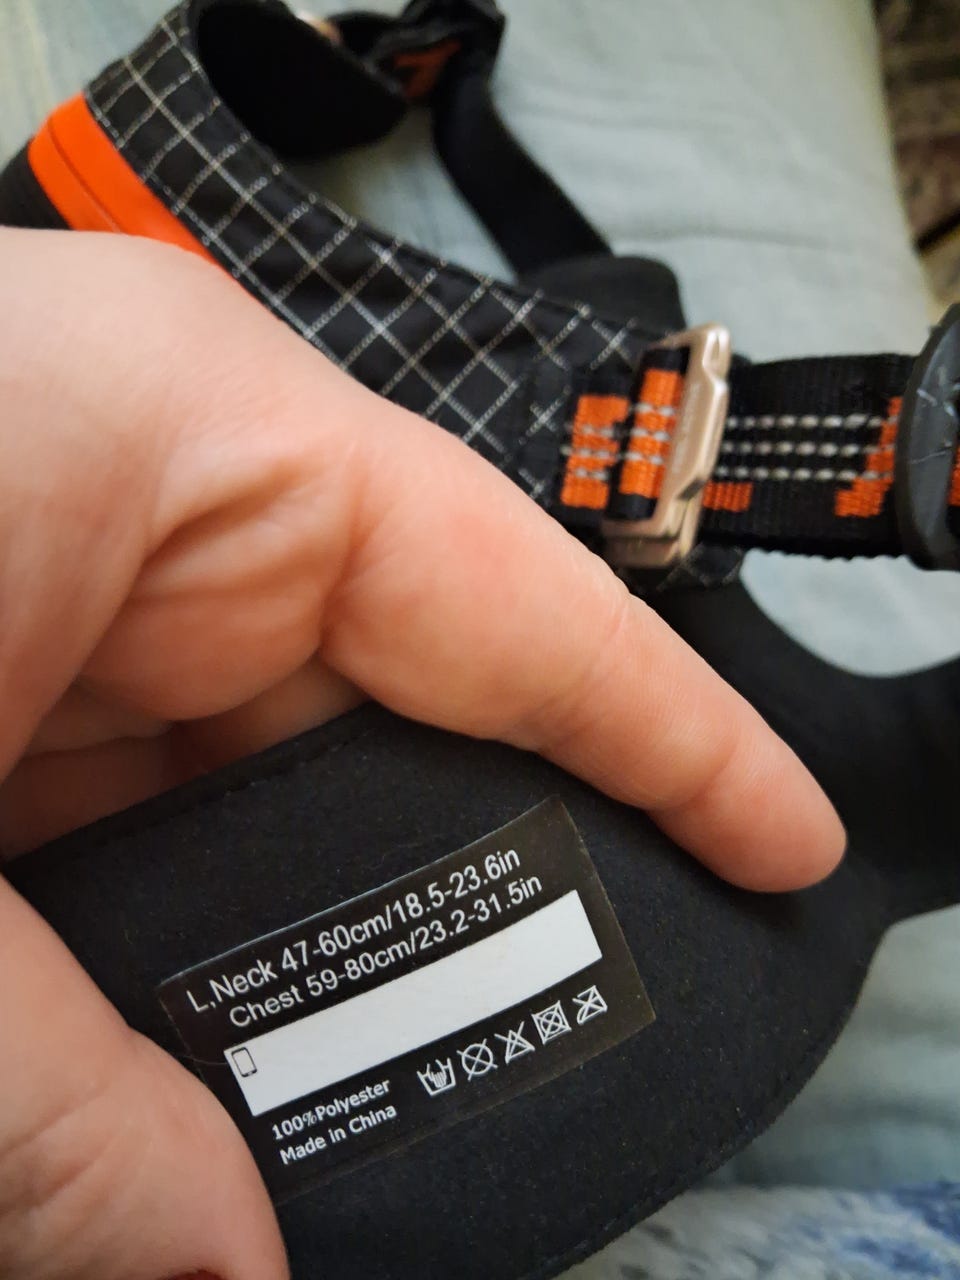 L,Neck 47-60cm/18.5-23.6in
Chest 59-80cm/23.2-31.5in
100%Polyester
Made in China